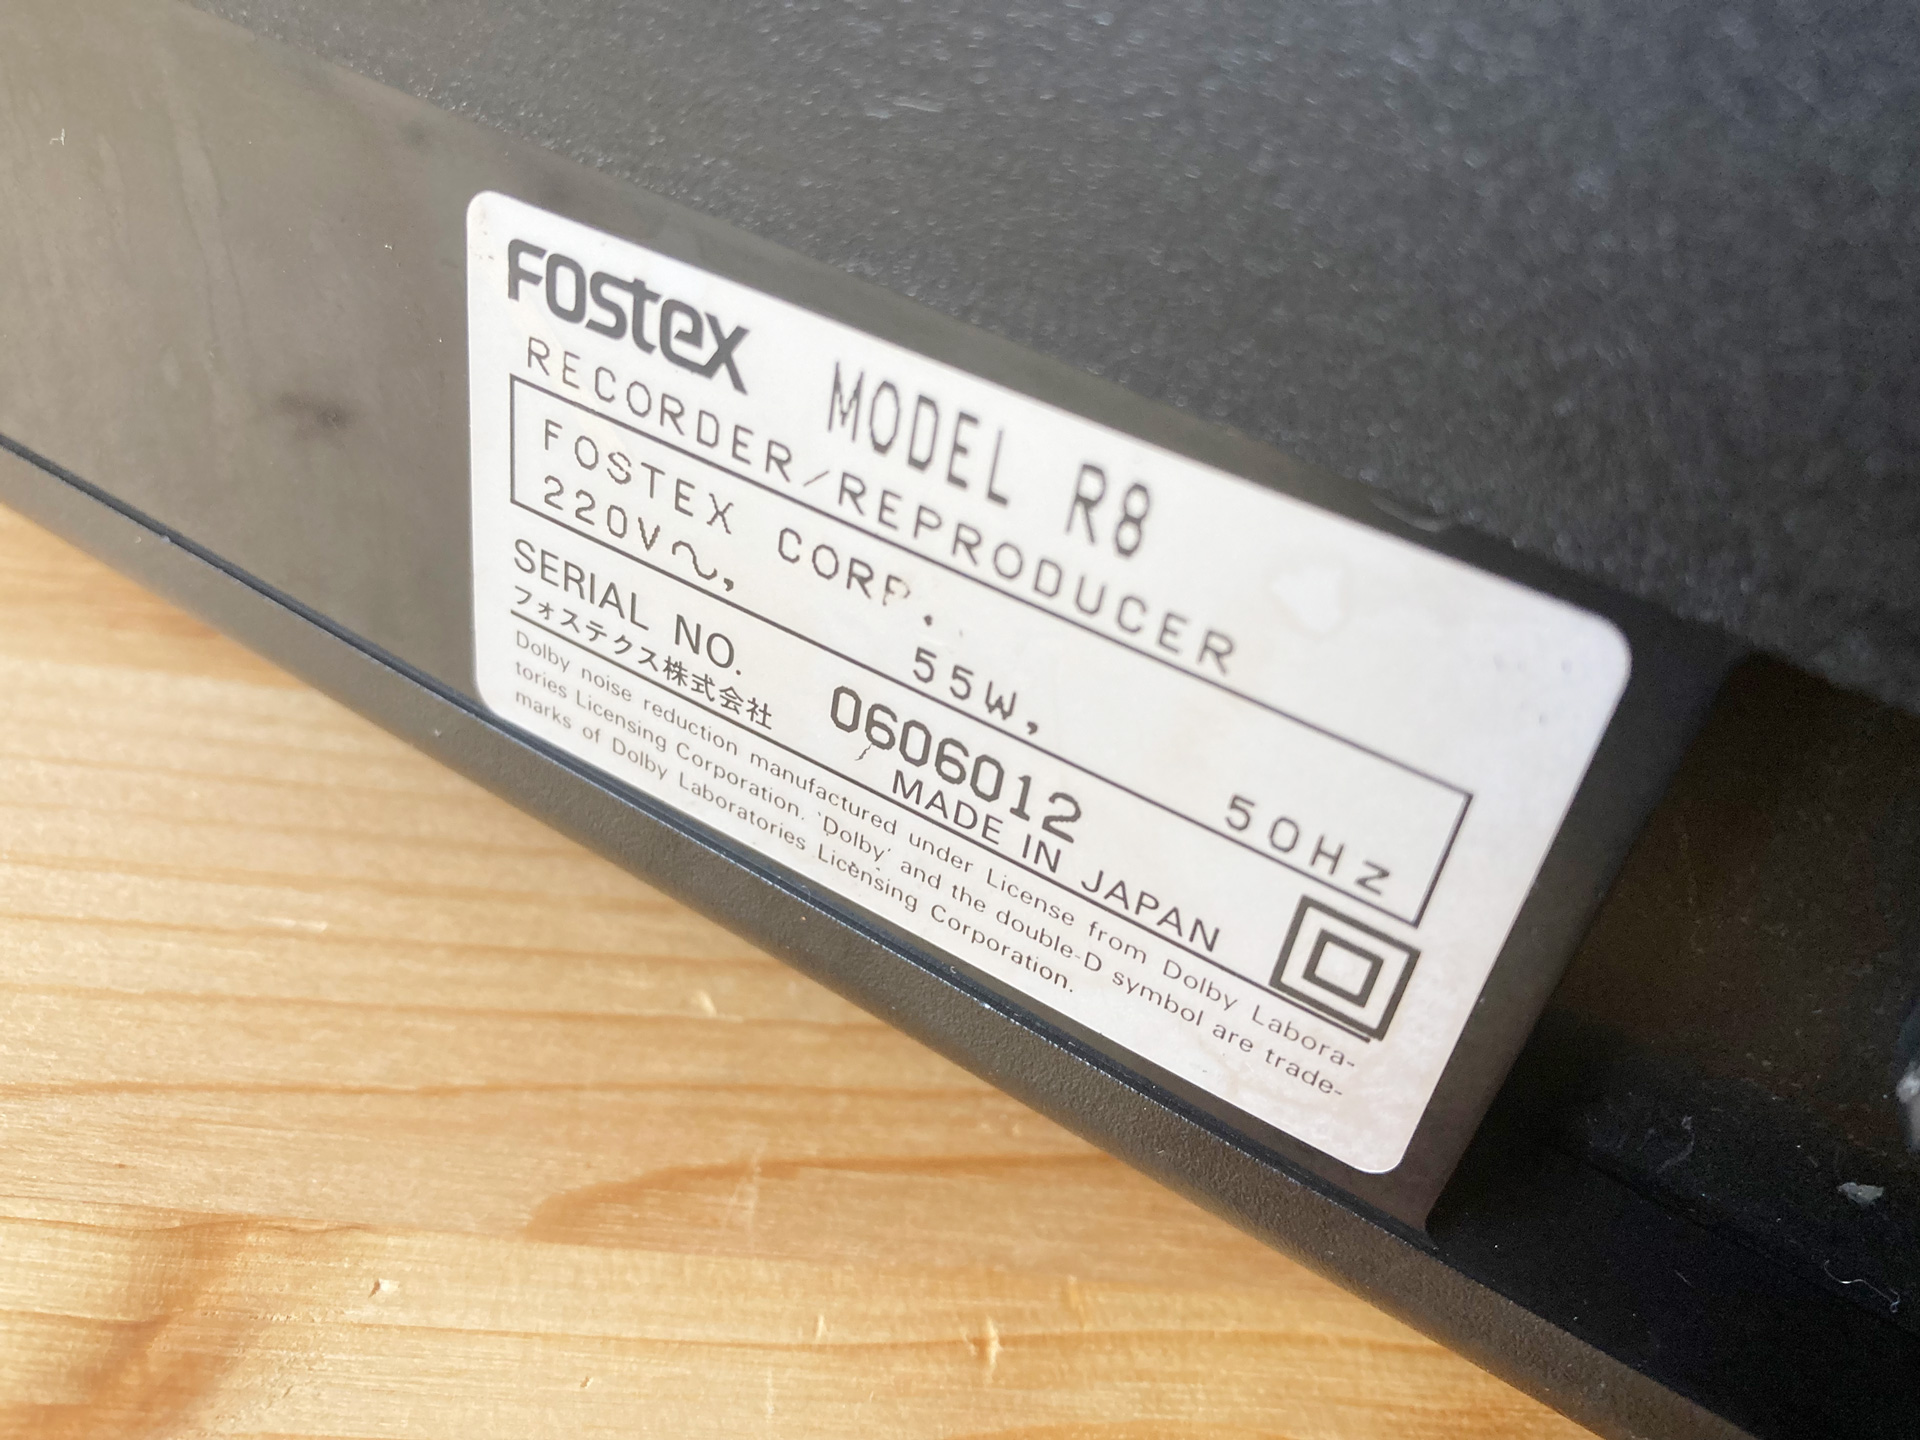 Fostex MODEL R8
RECORDER/REPRODUCER
FOSTEX CORP.
220V～, 55W, 50Hz
SERIAL NO. 0606012
フォステクス株式会社 MADE IN JAPAN
Dolby noise reduction manufactured under License from Dolby Labora-
tories Licensing Corporation. 'Dolby' and the double-D symbol are trade-
marks of Dolby Laboratories Licensing Corporation.